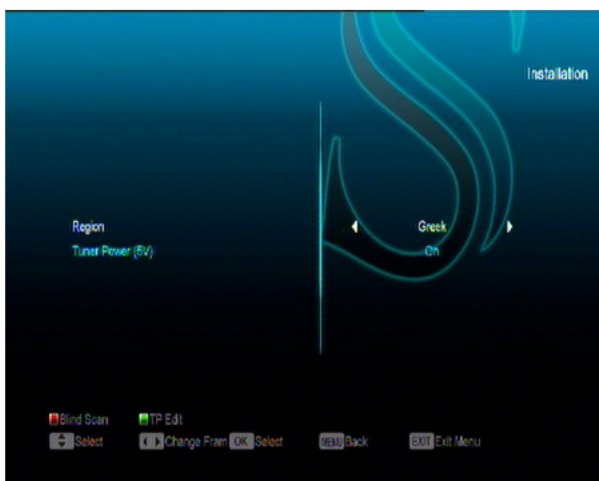 Installation
Region Greek
Tuner Power (5V) On
Blind Scan TP Edit
Select Change Fram OK Select MENU Back EXIT Exit Menu